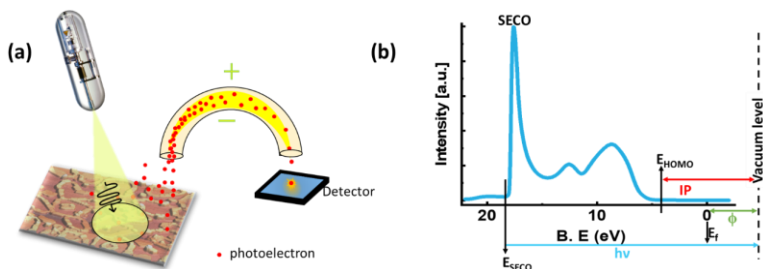 (a)
+
−
Detector
photoelectron
(b)
SECO
Intensity [a.u.]
E_HOMO
IP
Vacuum level
ϕ
20
10
0
B. E (eV)
E_f
E_SECO
hν